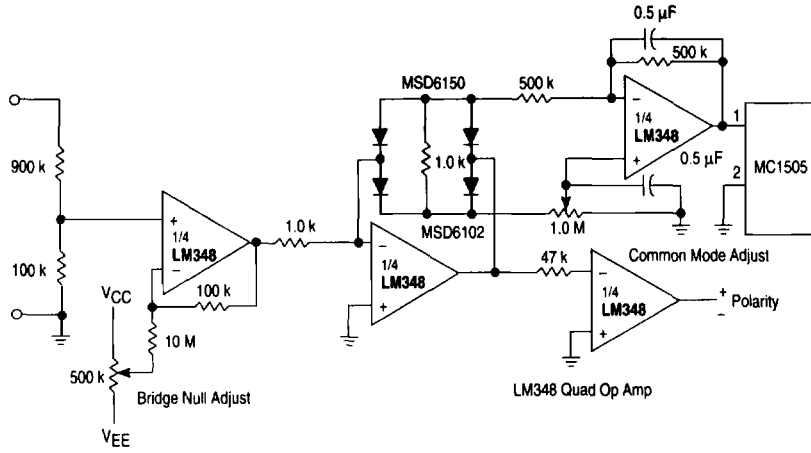 0.5 µF
500 k
MSD6150
500 k
1
2
MC1505
900 k
1/4
LM348
1.0 k
0.5 µF
1/4
LM348
1.0 k
MSD6102
1.0 M
Common Mode Adjust
100 k
100 k
1/4
LM348
47 k
1/4
LM348
Polarity
VCC
10 M
500 k
Bridge Null Adjust
LM348 Quad Op Amp
VEE